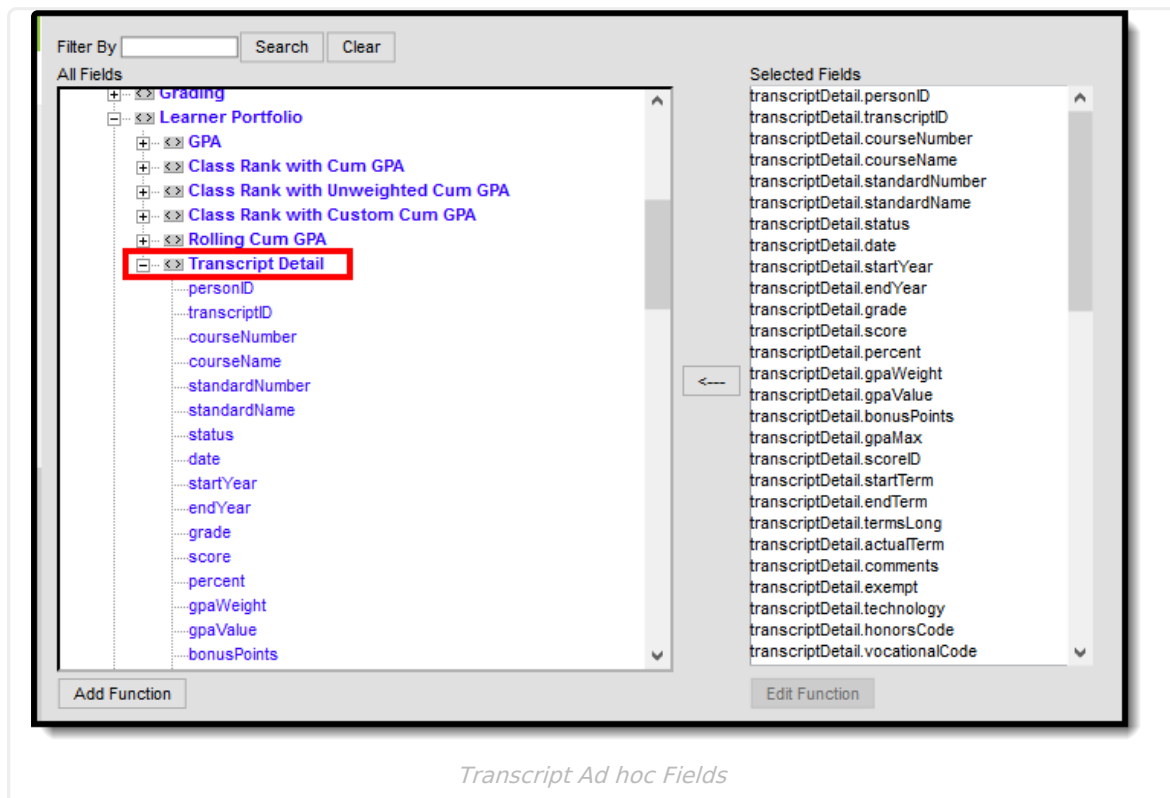 Filter By Search Clear
All Fields
Grading
Learner Portfolio
GPA
Class Rank with Cum GPA
Class Rank with Unweighted Cum GPA
Class Rank with Custom Cum GPA
Rolling Cum GPA
Transcript Detail
personID
transcriptID
courseNumber
courseName
standardNumber
standardName
status
date
startYear
endYear
grade
score
percent
gpaWeight
gpaValue
bonusPoints
Add Function
<---
Selected Fields
transcriptDetail.personID
transcriptDetail.transcriptID
transcriptDetail.courseNumber
transcriptDetail.courseName
transcriptDetail.standardNumber
transcriptDetail.standardName
transcriptDetail.status
transcriptDetail.date
transcriptDetail.startYear
transcriptDetail.endYear
transcriptDetail.grade
transcriptDetail.score
transcriptDetail.percent
transcriptDetail.gpaWeight
transcriptDetail.gpaValue
transcriptDetail.bonusPoints
transcriptDetail.gpaMax
transcriptDetail.scoreID
transcriptDetail.startTerm
transcriptDetail.endTerm
transcriptDetail.termsLong
transcriptDetail.actualTerm
transcriptDetail.comments
transcriptDetail.exempt
transcriptDetail.technology
transcriptDetail.honorsCode
transcriptDetail.vocationalCode
Edit Function
Transcript Ad hoc Fields